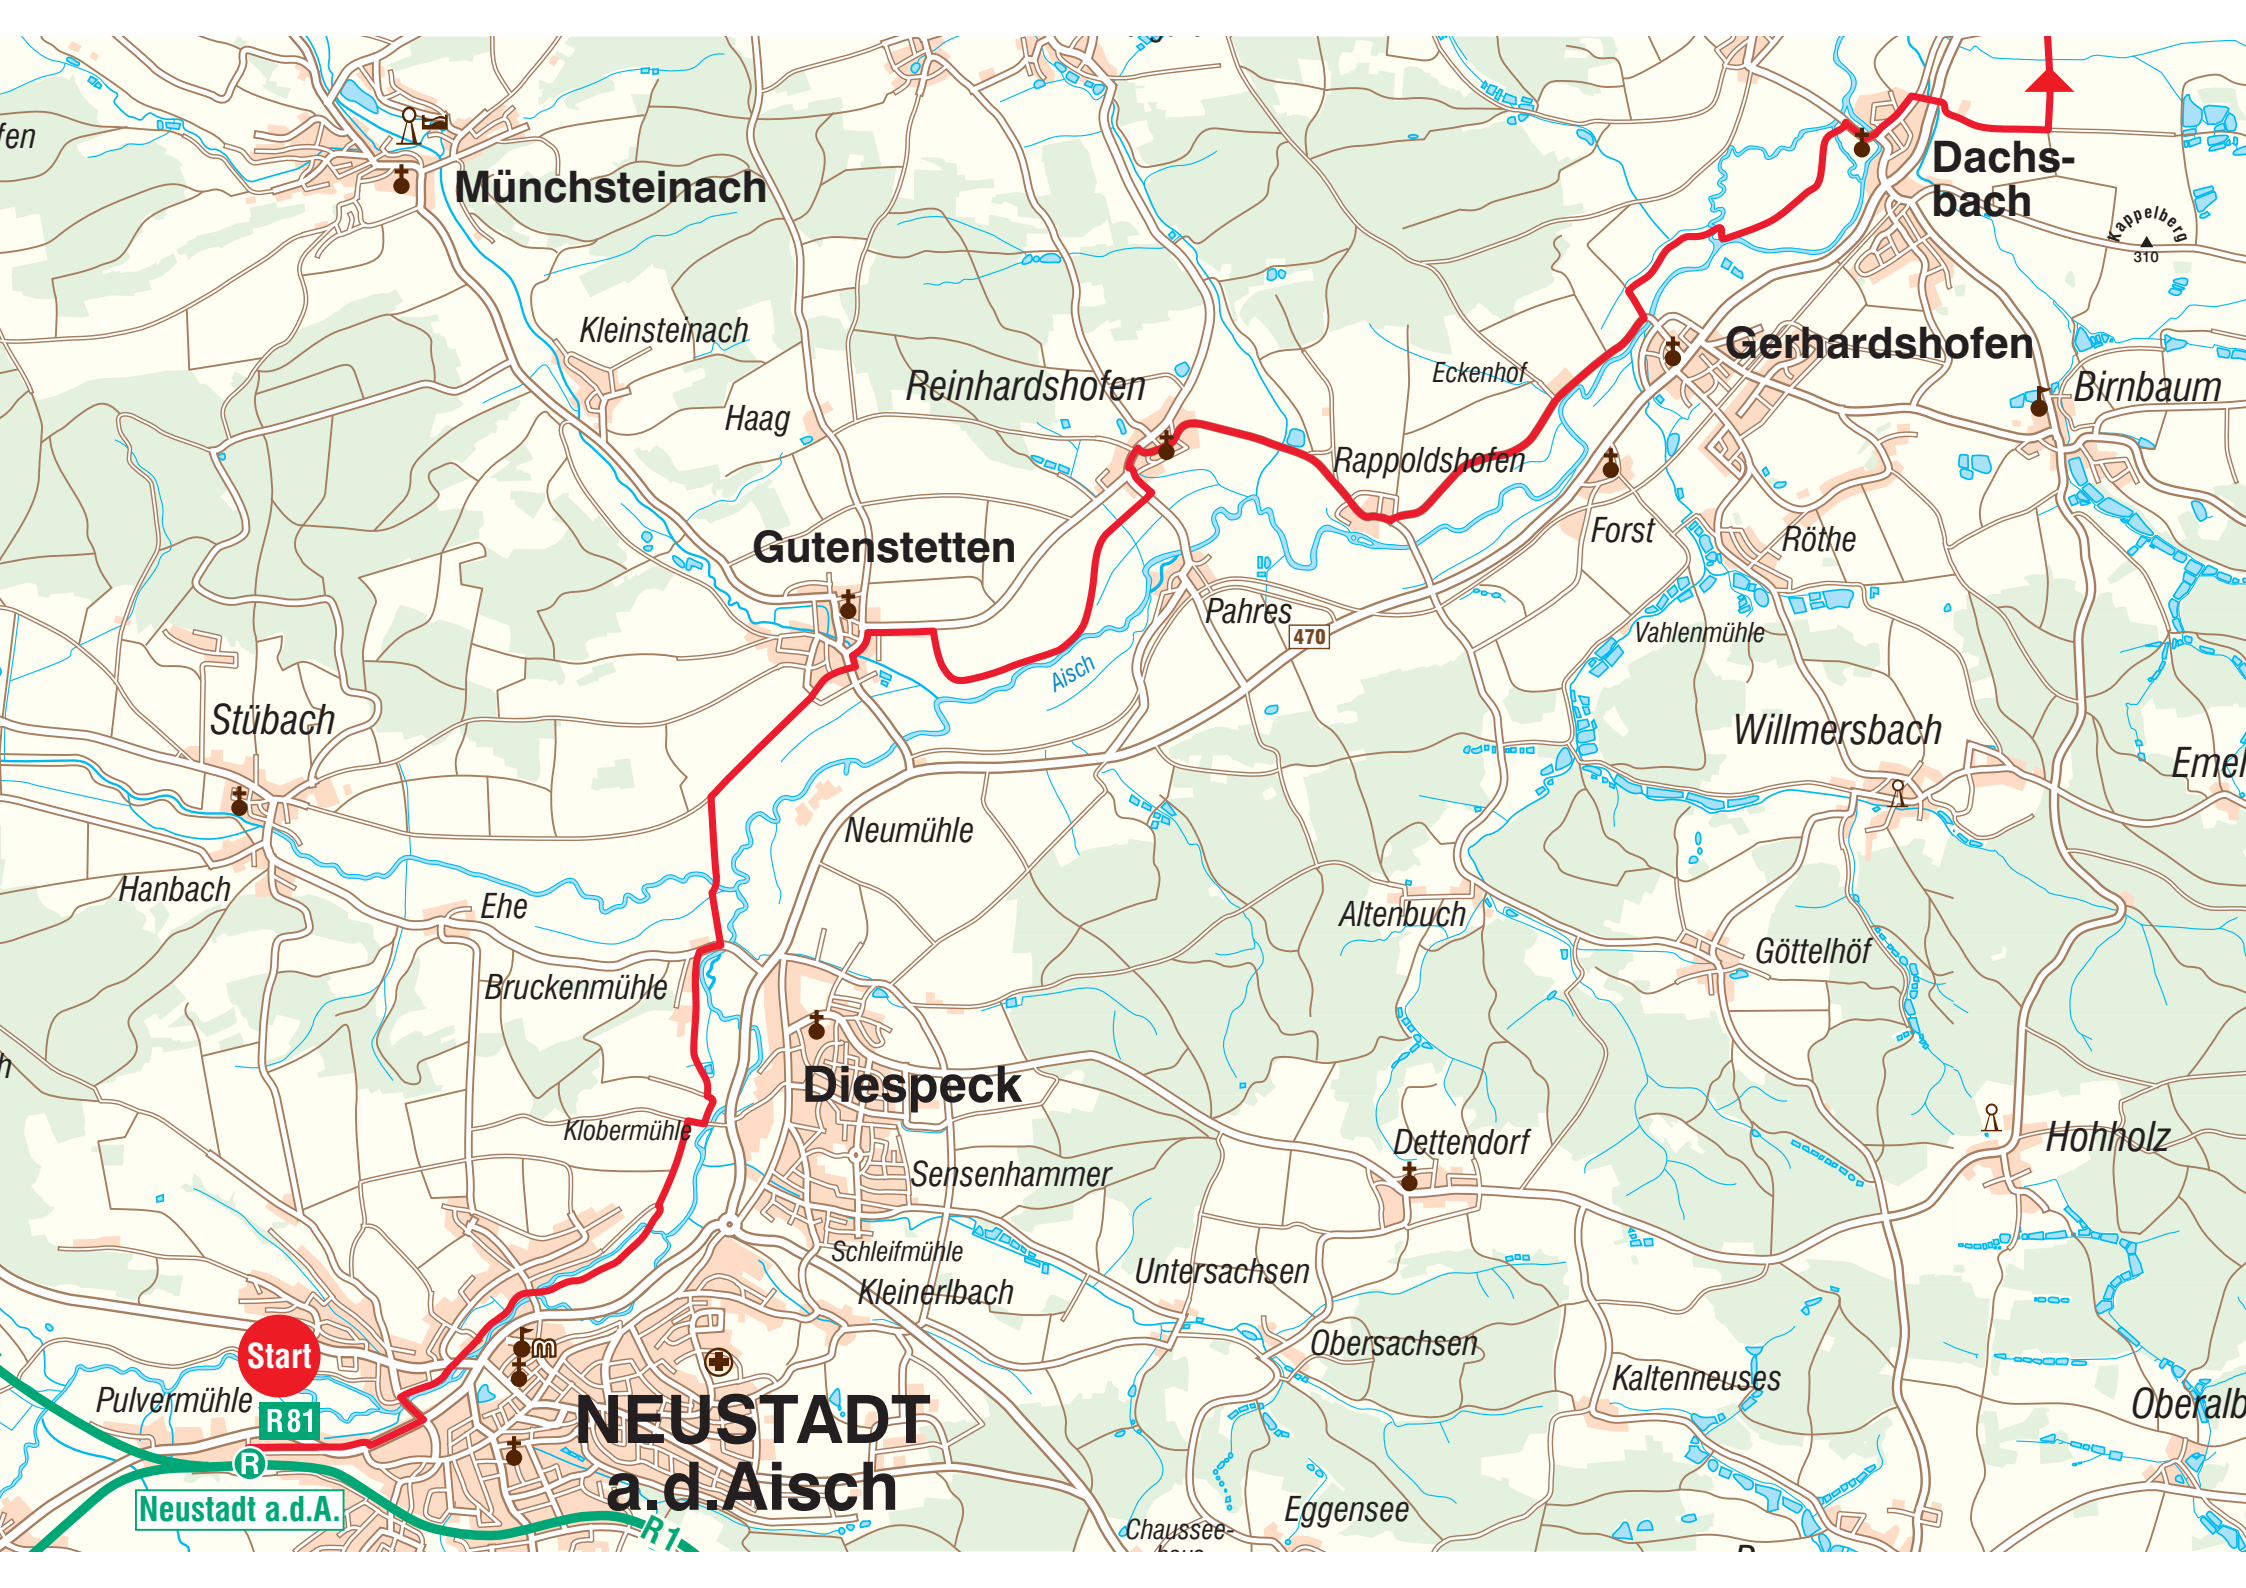 fen
Münchsteinach
Dachs-
bach
Kappelberg
310
Kleinsteinach
Gerhardshofen
Reinhardshofen
Eckenhof
Birnbaum
Haag
Rappoldshofen
Gutenstetten
Forst
Röthe
Pahres
470
Vahlenmühle
Aisch
Stübach
Willmersbach
Emel
Neumühle
Hanbach
Ehe
Altenbuch
Göttelhöf
Bruckenmühle
h
Diespeck
Klobermühle
Dettendorf
Hohholz
Sensenhammer
Schleifmühle
Untersachsen
Kleinerlbach
Obersachsen
Start
Kaltenneuses
Pulvermühle
R81
NEUSTADT
a.d.Aisch
Oberalb
R
Neustadt a.d.A.
Eggensee
R1
Chaussee-